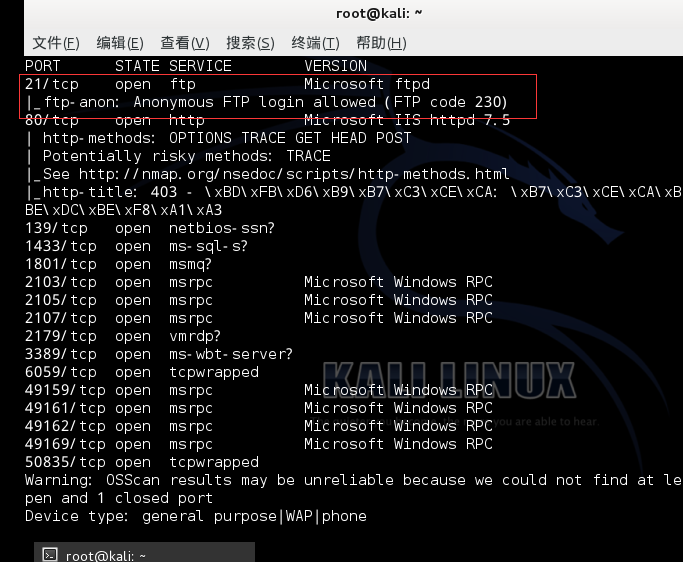 root@kali: ~
文件(F) 编辑(E) 查看(V) 搜索(S) 终端(T) 帮助(H)
PORT STATE SERVICE VERSION
21/tcp open ftp Microsoft ftpd
|_ftp-anon: Anonymous FTP login allowed (FTP code 230)
80/tcp open http Microsoft IIS httpd 7.5
| http-methods: OPTIONS TRACE GET HEAD POST
| Potentially risky methods: TRACE
|_See http://nmap.org/nsedoc/scripts/http-methods.html
|_http-title: 403 - \xBD\xFB\xD6\xB9\xB7\xC3\xCE\xCA: \xB7\xC3\xCE\xCA\xB
BE\xDC\xBE\xF8\xA1\xA3
139/tcp open netbios-ssn?
1433/tcp open ms-sql-s?
1801/tcp open msmq?
2103/tcp open msrpc Microsoft Windows RPC
2105/tcp open msrpc Microsoft Windows RPC
2107/tcp open msrpc Microsoft Windows RPC
2179/tcp open vmrdp?
3389/tcp open ms-wbt-server?
6059/tcp open tcpwrapped
KALI LINUX
49159/tcp open msrpc Microsoft Windows RPC
49161/tcp open msrpc Microsoft Windows RPC
49162/tcp open msrpc Microsoft Windows RPC
you are able to hear.
49169/tcp open msrpc Microsoft Windows RPC
50835/tcp open tcpwrapped
Warning: OSScan results may be unreliable because we could not find at le
pen and 1 closed port
Device type: general purpose|WAP|phone
root@kali: ~